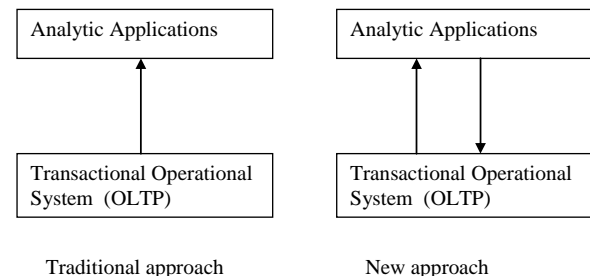 Analytic Applications
Transactional Operational
System (OLTP)
Traditional approach
Analytic Applications
Transactional Operational
System (OLTP)
New approach